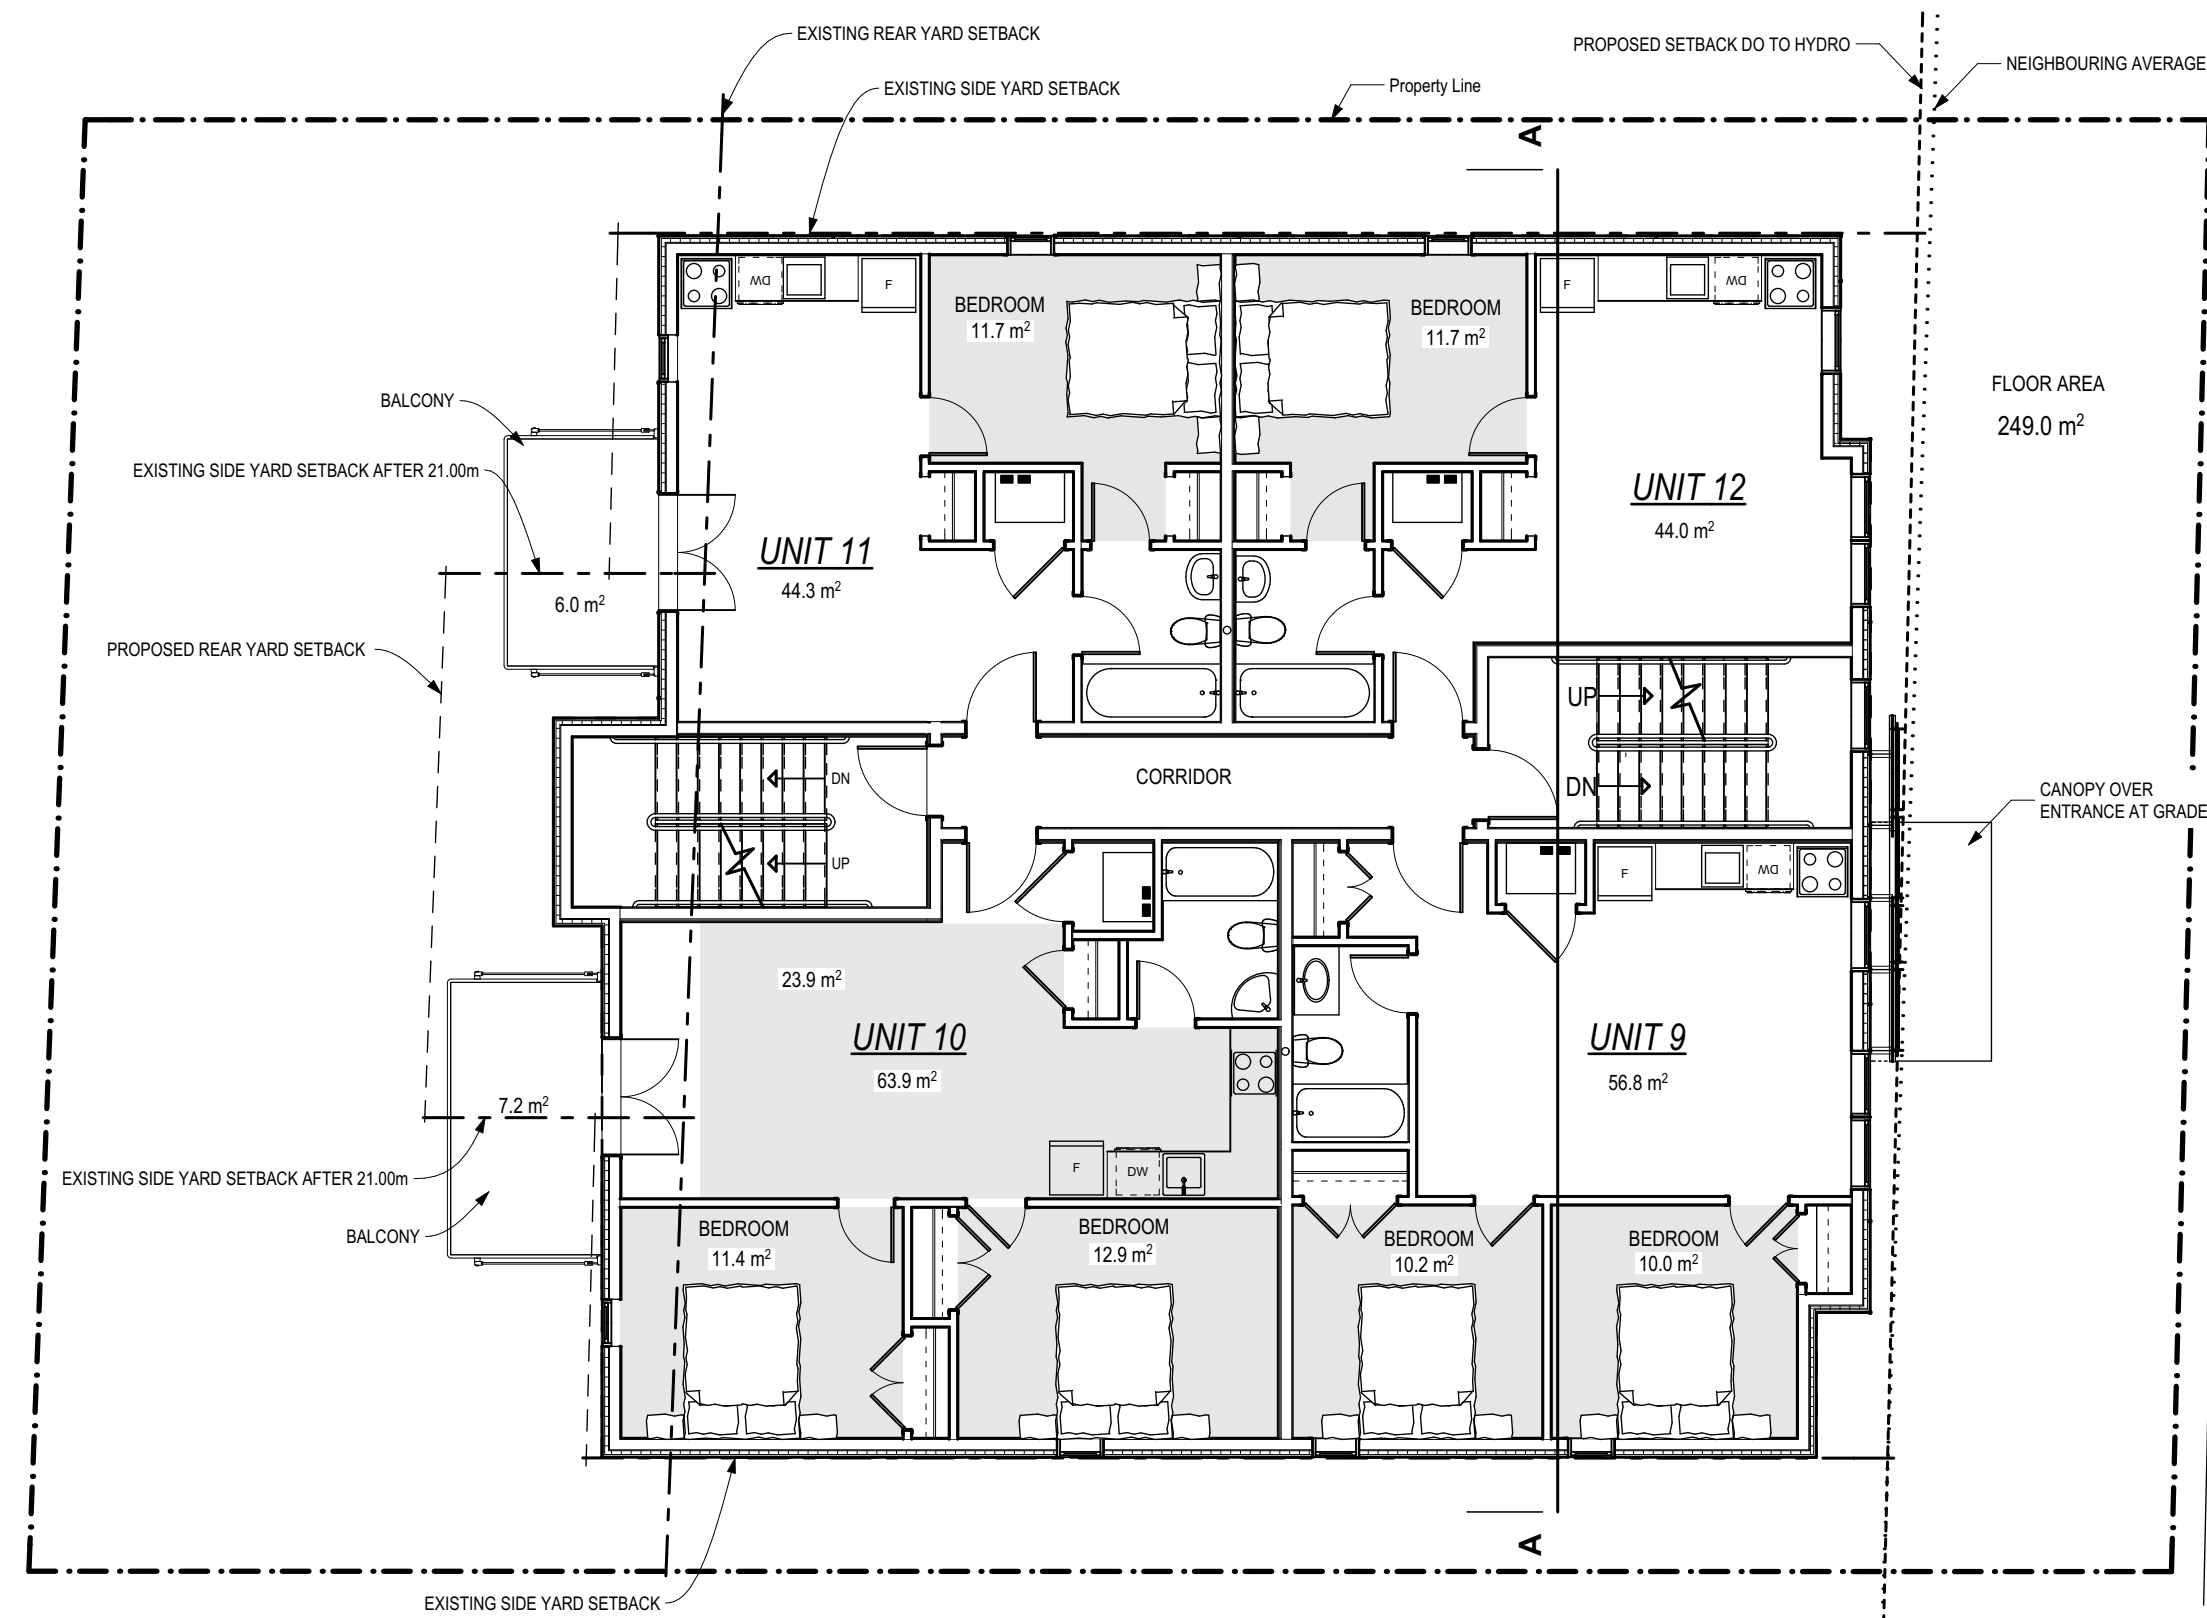 EXISTING REAR YARD SETBACK
PROPOSED SETBACK DO TO HYDRO
NEIGHBOURING AVERAGE
EXISTING SIDE YARD SETBACK
Property Line
A
DW
F
F
DW
BEDROOM
11.7 m²
BEDROOM
11.7 m²
FLOOR AREA
249.0 m²
BALCONY
EXISTING SIDE YARD SETBACK AFTER 21.00m
UNIT 12
44.0 m²
UNIT 11
44.3 m²
6.0 m²
PROPOSED REAR YARD SETBACK
UP
DN
CORRIDOR
DN
UP
CANOPY OVER
ENTRANCE AT GRADE
F
DW
23.9 m²
UNIT 10
63.9 m²
UNIT 9
56.8 m²
7.2 m²
EXISTING SIDE YARD SETBACK AFTER 21.00m
F
DW
BALCONY
BEDROOM
11.4 m²
BEDROOM
12.9 m²
BEDROOM
10.2 m²
BEDROOM
10.0 m²
A
EXISTING SIDE YARD SETBACK